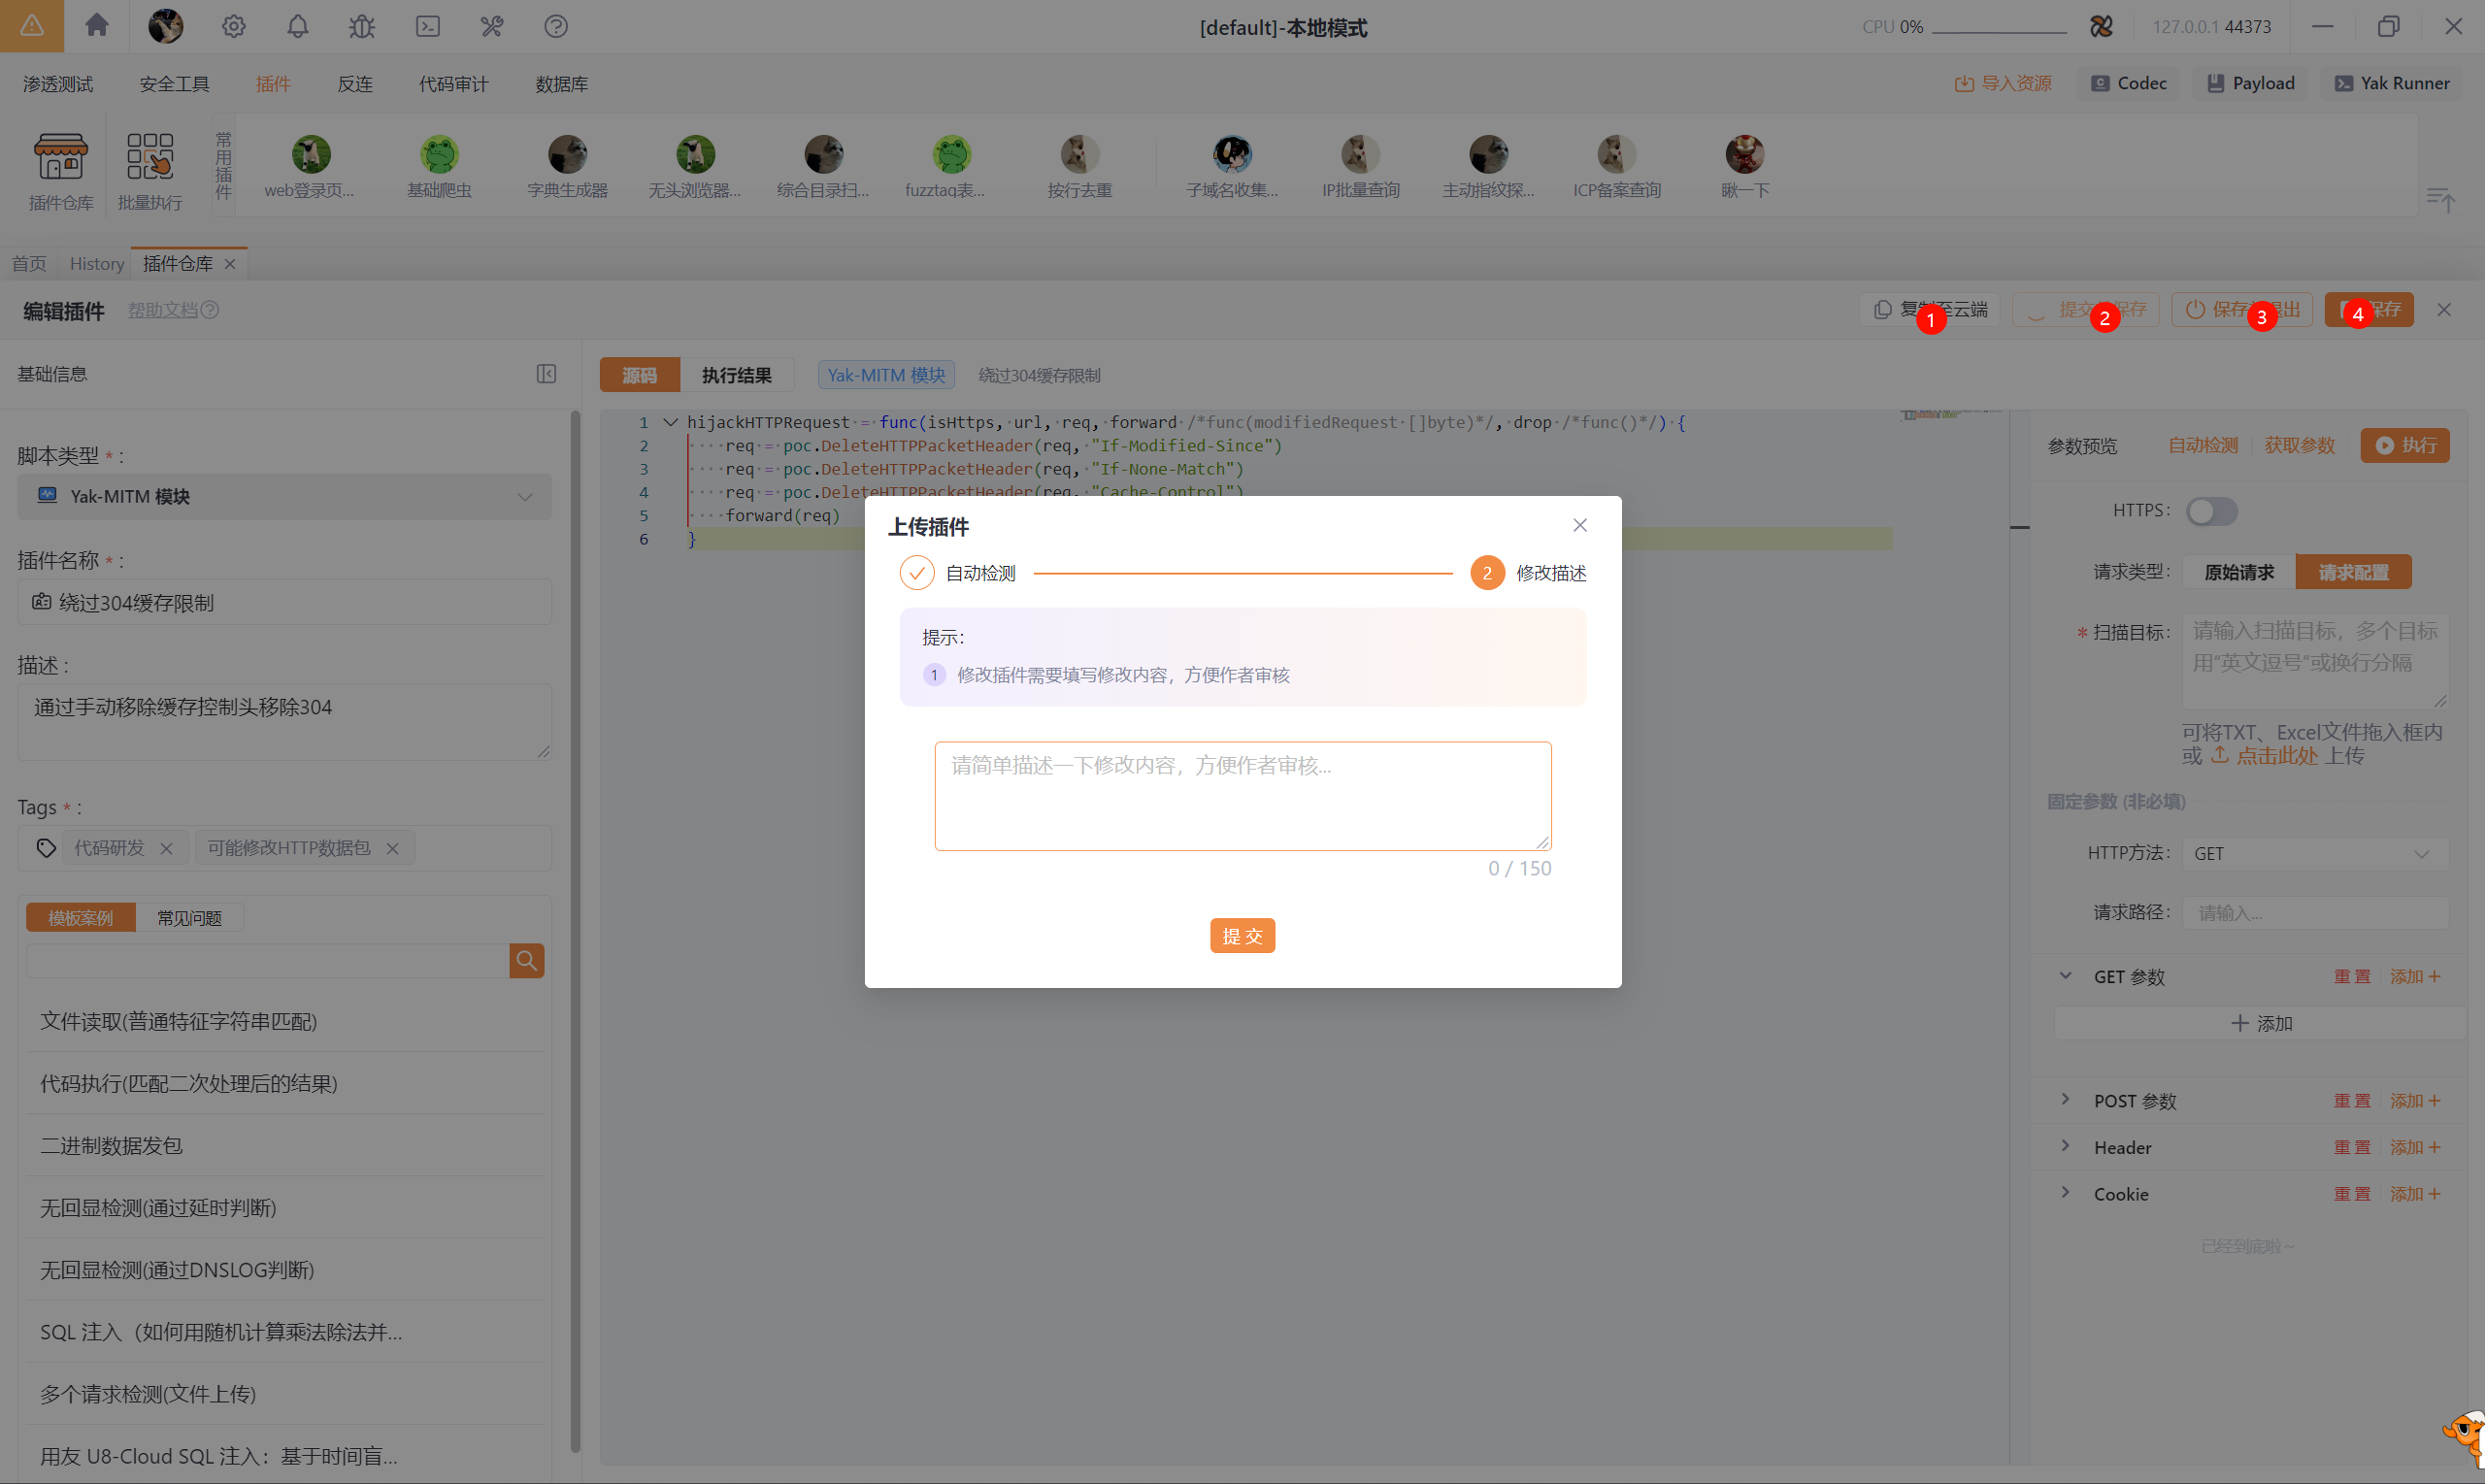 [default]-本地模式
CPU 0%
127.0.0.1 44373
渗透测试 安全工具 插件 反连 代码审计 数据库
导入资源 Codec Payload Yak Runner
插件仓库
批量执行
常用插件
web登录页...
基础爬虫
字典生成器
无头浏览器...
综合目录扫...
fuzztag表...
按行去重
子域名收集...
IP批量查询
主动指纹探...
ICP备案查询
瞅一下
首页 History 插件仓库
编辑插件 帮助文档
复制至云端
1
2
3
4
基础信息
源码 执行结果 Yak-MITM 模块 绕过304缓存限制
脚本类型 * :
Yak-MITM 模块
插件名称 * :
绕过304缓存限制
描述 :
通过手动移除缓存控制头移除304
Tags * :
代码研发 可能修改HTTP数据包
模板案例 常见问题
文件读取(普通特征字符串匹配)
代码执行(匹配二次处理后的结果)
二进制数据发包
无回显检测(通过延时判断)
无回显检测(通过DNSLOG判断)
SQL 注入（如何用随机计算乘法除法并...
多个请求检测(文件上传)
用友 U8-Cloud SQL 注入：基于时间盲...
1 hijackHTTPRequest = func(isHttps, url, req, forward /*func(modifiedRequest []byte)*/, drop /*func()*/) {
2 req = poc.DeleteHTTPPacketHeader(req, "If-Modified-Since")
3 req = poc.DeleteHTTPPacketHeader(req, "If-None-Match")
4 req = poc.DeleteHTTPPacketHeader(req, "Cache-Control")
5 forward(req)
6 }
上传插件
自动检测
2 修改描述
提示:
1 修改插件需要填写修改内容，方便作者审核
请简单描述一下修改内容，方便作者审核...
0 / 150
提 交
参数预览 自动检测 获取参数 执行
HTTPS :
请求类型 : 原始请求 请求配置
* 扫描目标 : 请输入扫描目标，多个目标
用“英文逗号”或换行分隔
可将TXT、Excel文件拖入框内
或 点击此处 上传
固定参数 (非必填)
HTTP方法 : GET
请求路径 : 请输入...
GET 参数 重 置 添加
添加
POST 参数 重 置 添加
Header 重 置 添加
Cookie 重 置 添加
已经到底啦～